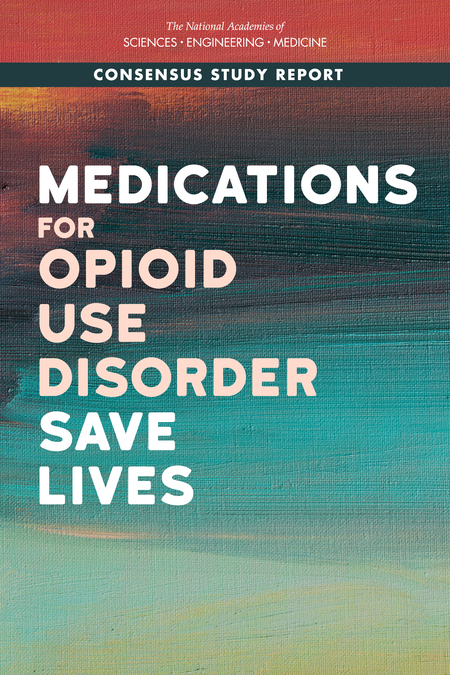 The National Academies of
SCIENCES • ENGINEERING • MEDICINE
CONSENSUS STUDY REPORT
MEDICATIONS
FOR
OPIOID
USE
DISORDER
SAVE
LIVES